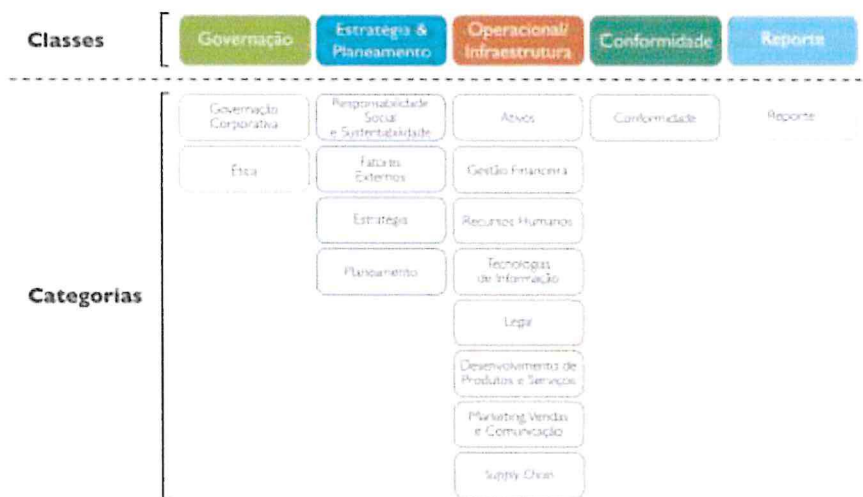 Classes
Governação
Estratégia &
Planeamento
Operacional/
Infraestrutura
Conformidade
Reporte
Categorias
Governação
Corporativa
Ética
Responsabilidade
Social
e Sustentabilidade
Fatores
Externos
Estratégia
Planeamento
Ativos
Gestão Financeira
Recursos Humanos
Tecnologias
de Informação
Legal
Desenvolvimento de
Produtos e Serviços
Marketing, Vendas
e Comunicação
Supply Chain
Conformidade
Reporte